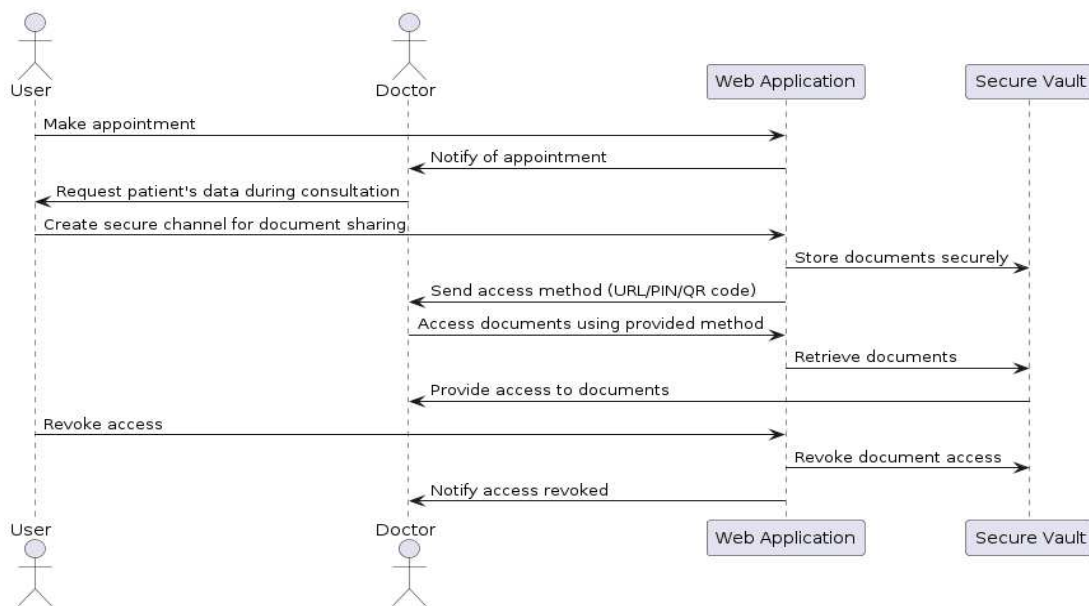 User
Doctor
Web Application
Secure Vault
Make appointment
Notify of appointment
Request patient's data during consultation
Create secure channel for document sharing
Store documents securely
Send access method (URL/PIN/QR code)
Access documents using provided method
Retrieve documents
Provide access to documents
Revoke access
Revoke document access
Notify access revoked
User
Doctor
Web Application
Secure Vault